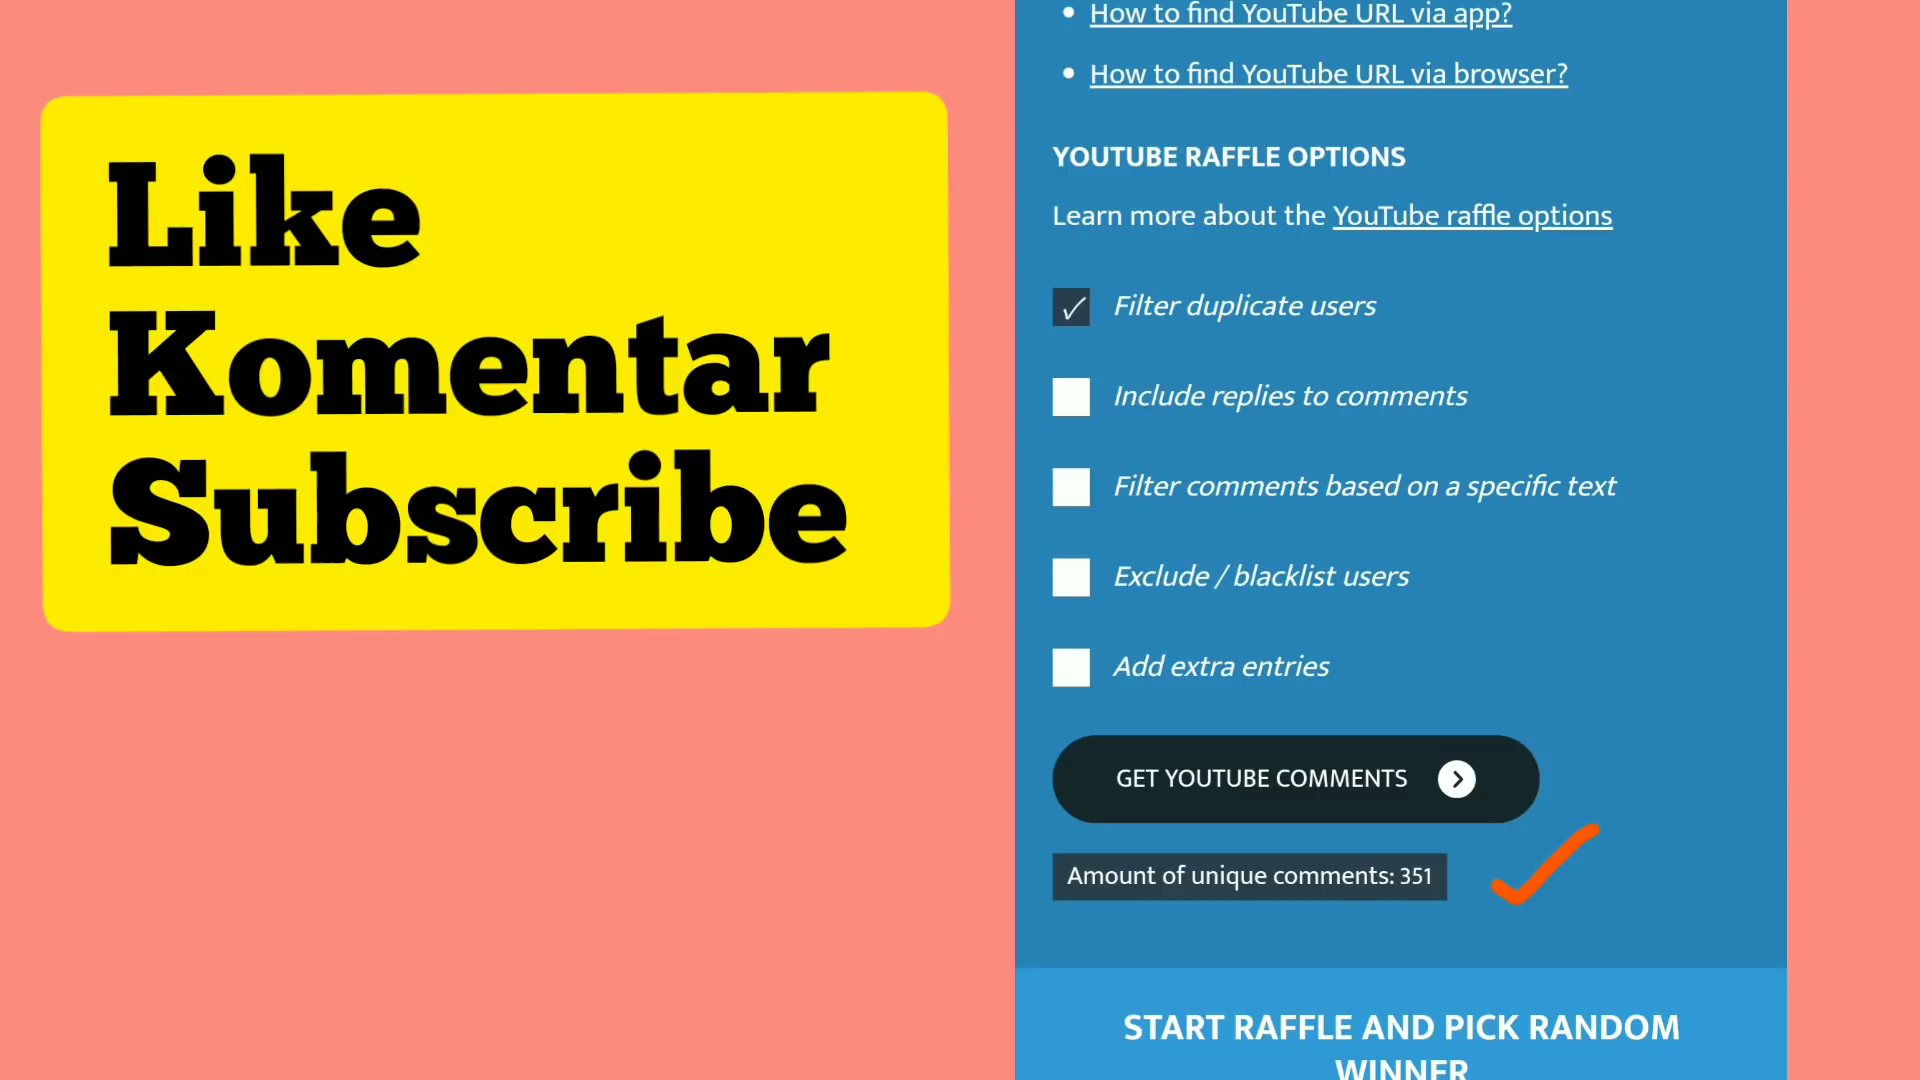 Like
Komentar
Subscribe
How to find YouTube URL via app?
How to find YouTube URL via browser?
YOUTUBE RAFFLE OPTIONS
Learn more about the YouTube raffle options
Filter duplicate users
Include replies to comments
Filter comments based on a specific text
Exclude / blacklist users
Add extra entries
GET YOUTUBE COMMENTS
Amount of unique comments: 351
START RAFFLE AND PICK RANDOM
WINNER